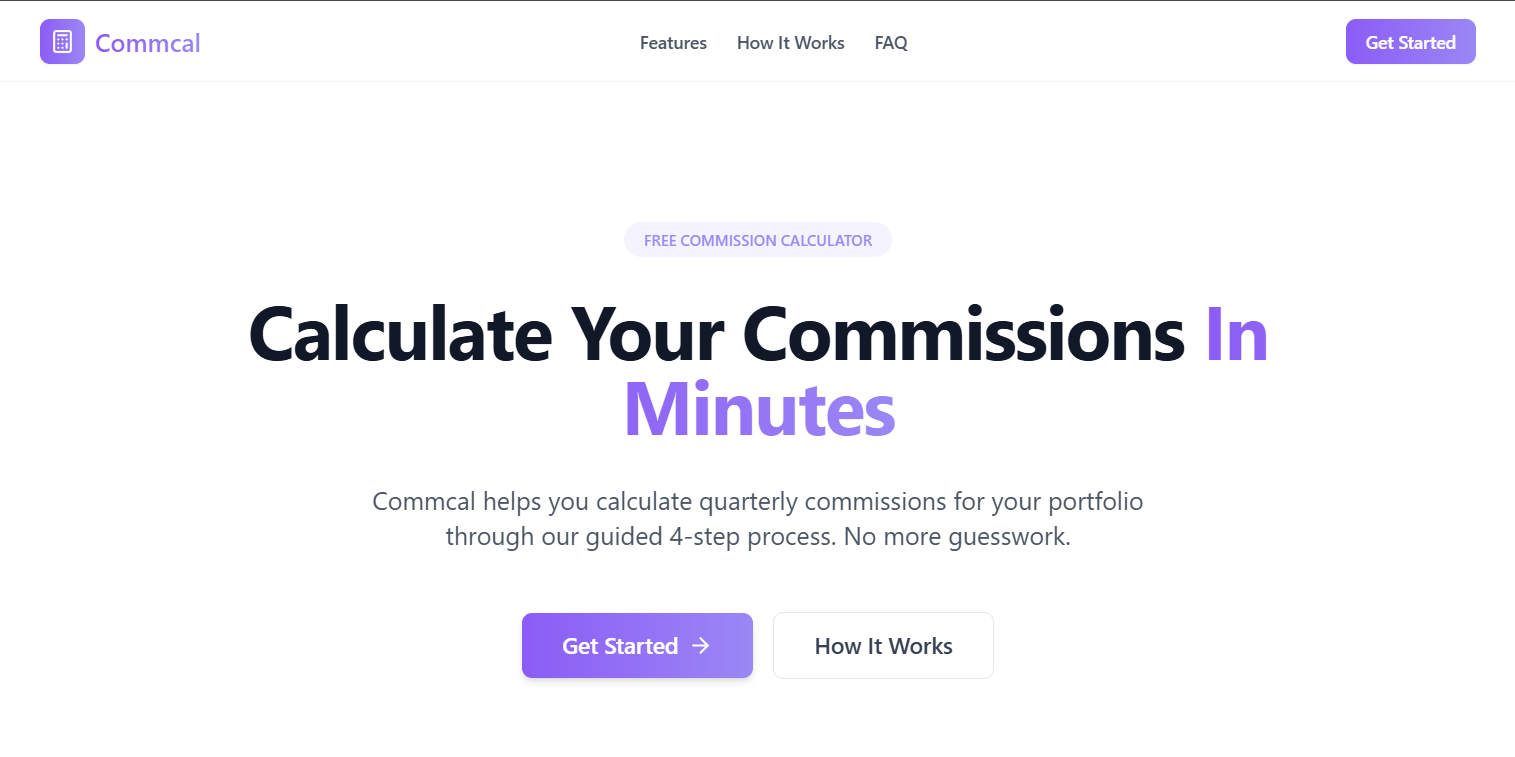 Commcal
Features
How It Works
FAQ
Get Started
FREE COMMISSION CALCULATOR
Calculate Your Commissions In
Minutes
Commcal helps you calculate quarterly commissions for your portfolio
through our guided 4-step process. No more guesswork.
Get Started
How It Works